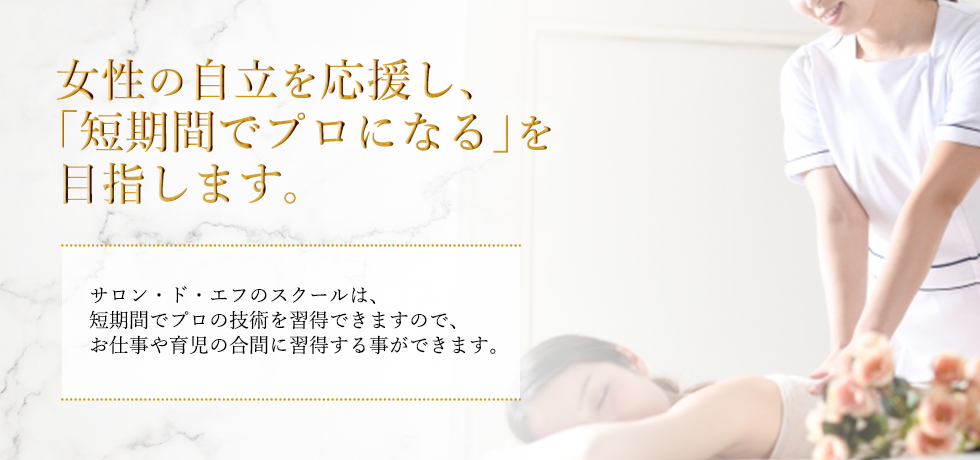 女性の自立を応援し、
「短期間でプロになる」を
目指します。
サロン・ド・エフのスクールは、
短期間でプロの技術を習得できますので、
お仕事や育児の合間に習得する事ができます。